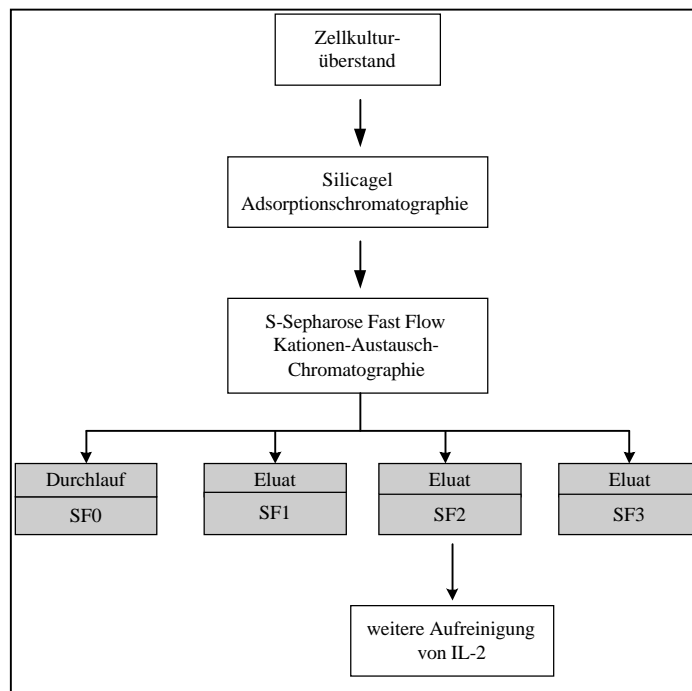 Zellkultur-
überstand
Silicagel
Adsorptionschromatographie
S-Sepharose Fast Flow
Kationen-Austausch-
Chromatographie
Durchlauf
SF0
Eluat
SF1
Eluat
SF2
Eluat
SF3
weitere Aufreinigung
von IL-2